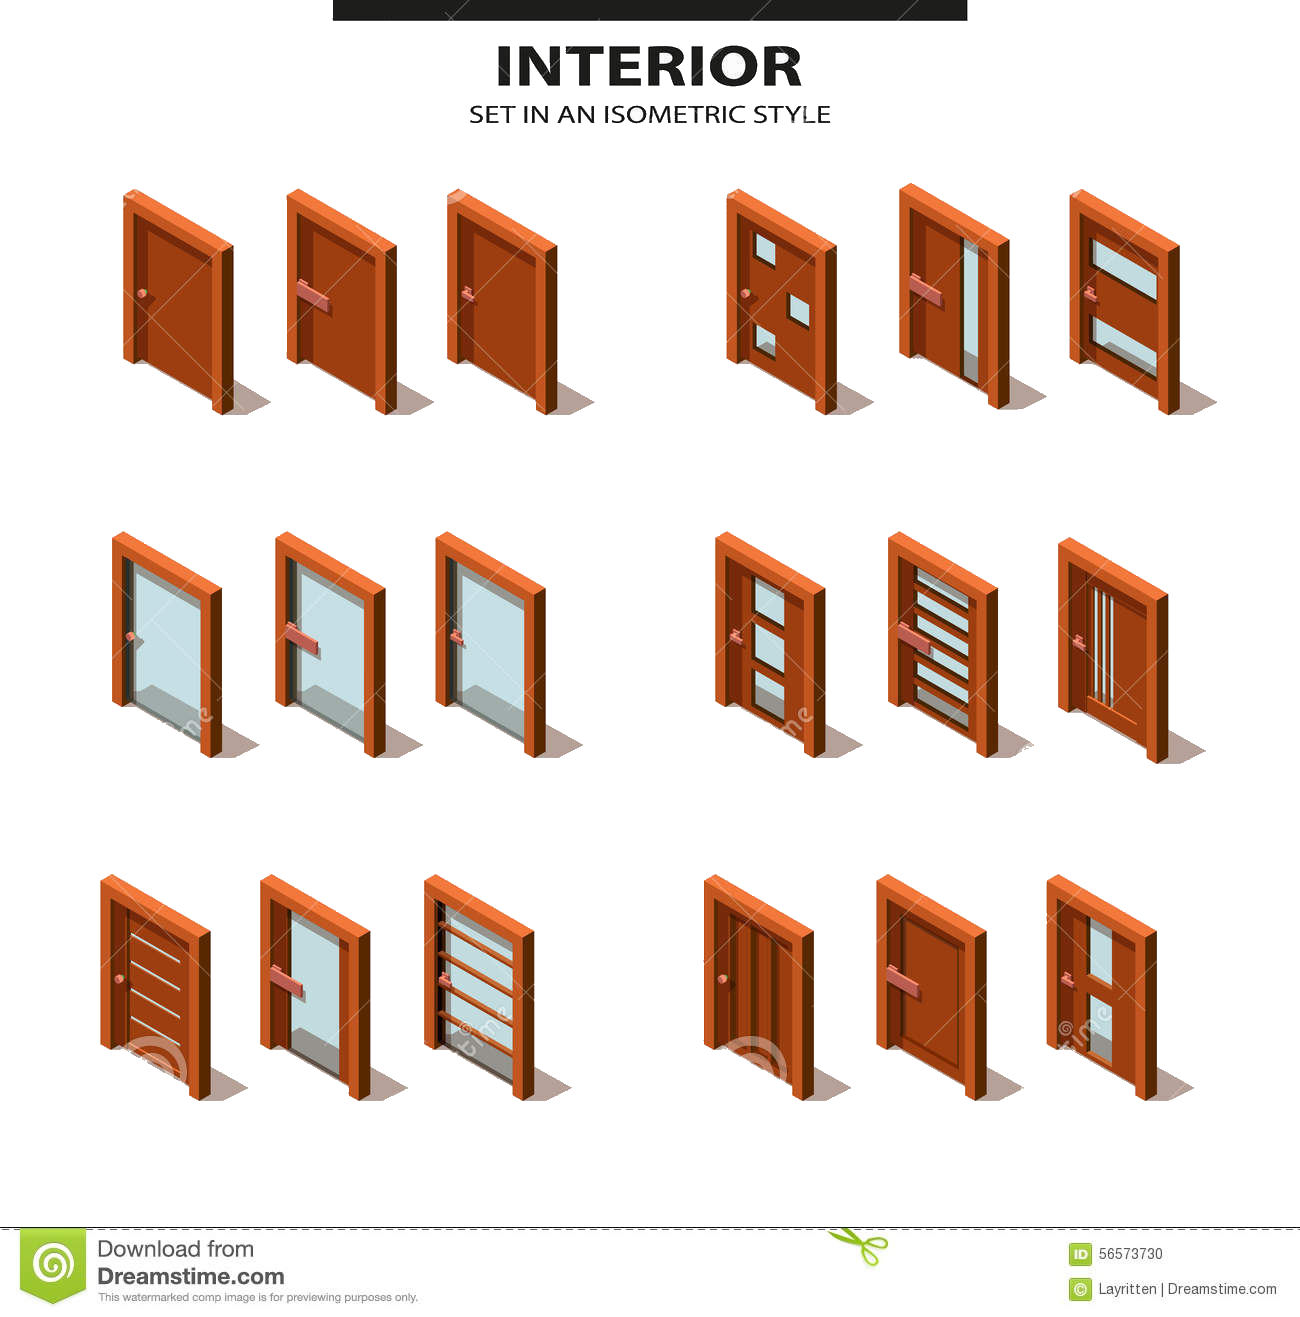 INTERIOR
SET IN AN ISOMETRIC STYLE
Download from
Dreamstime.com
This watermarked comp image is for previewing purposes only.
ID 56573730
© Layritten | Dreamstime.com